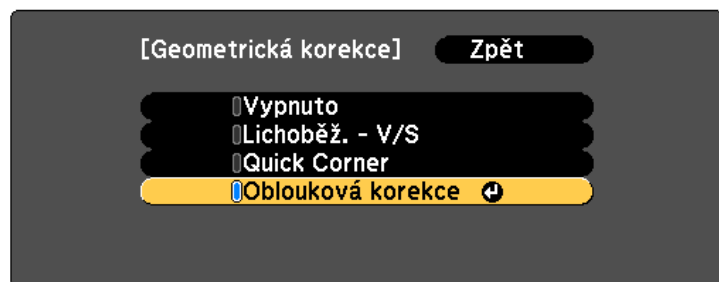 [Geometrická korekce] Zpět
Vypnuto
Lichoběž. - V/S
Quick Corner
Oblouková korekce